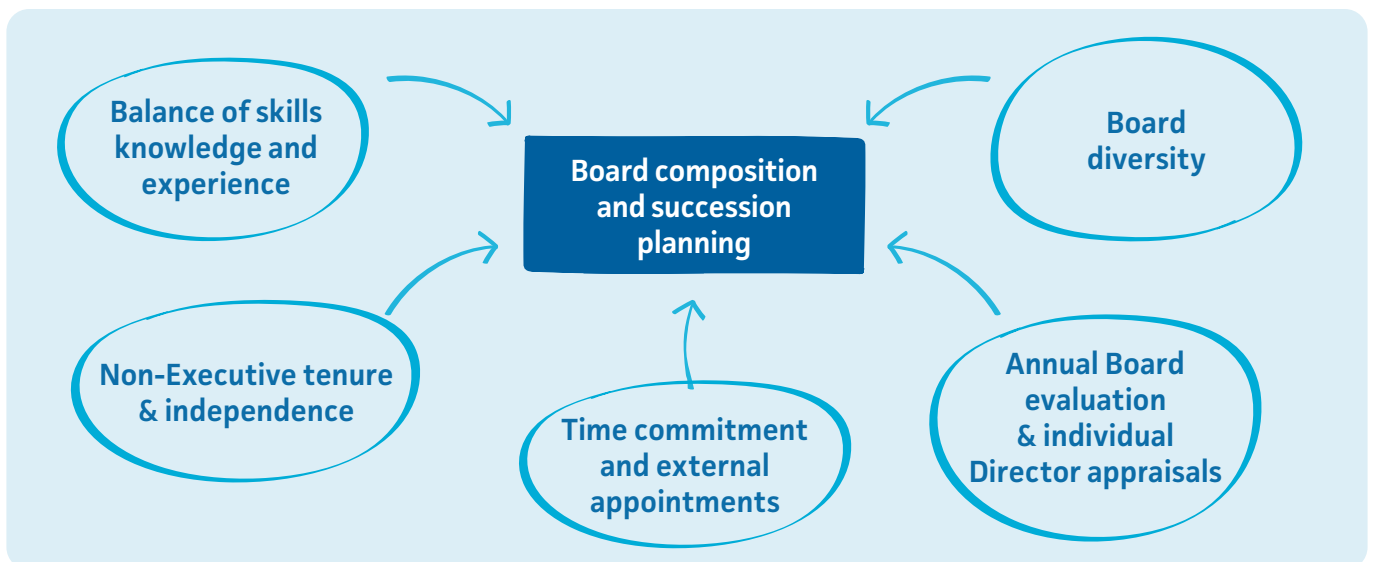 Balance of skills
knowledge and
experience
Board composition
and succession
planning
Board
diversity
Non-Executive tenure
& independence
Time commitment
and external
appointments
Annual Board
evaluation
& individual
Director appraisals